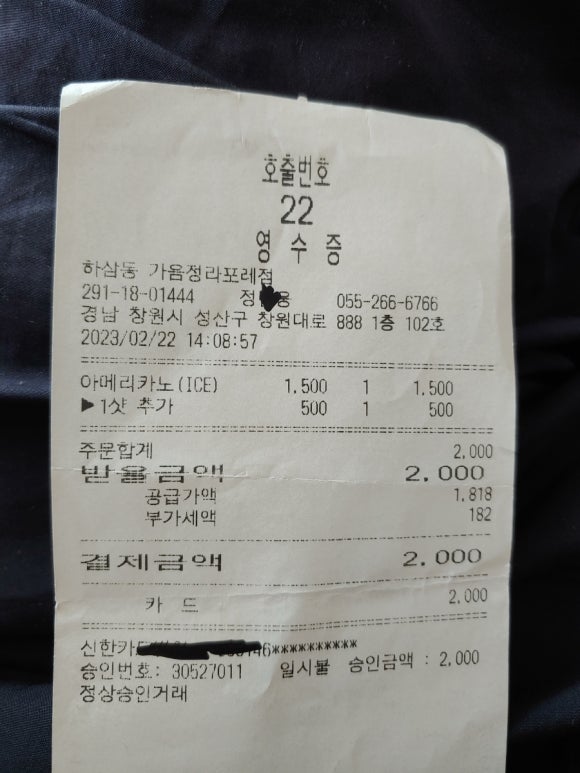 호출번호
22
영 수 증
하삼동 가음정라포레점
291-18-01444 055-266-6766
경남 창원시 성산구 창원대로 888 1층 102호
2023/02/22 14:08:57
아메리카노(ICE) 1,500 1 1,500
▶1샷 추가 500 1 500
주문합계 2,000
받을금액 2,000
공급가액 1,818
부가세액 182
결제금액 2,000
카 드 2,000
**********
승인번호: 30527011 일시불 승인금액 : 2,000
정상승인거래